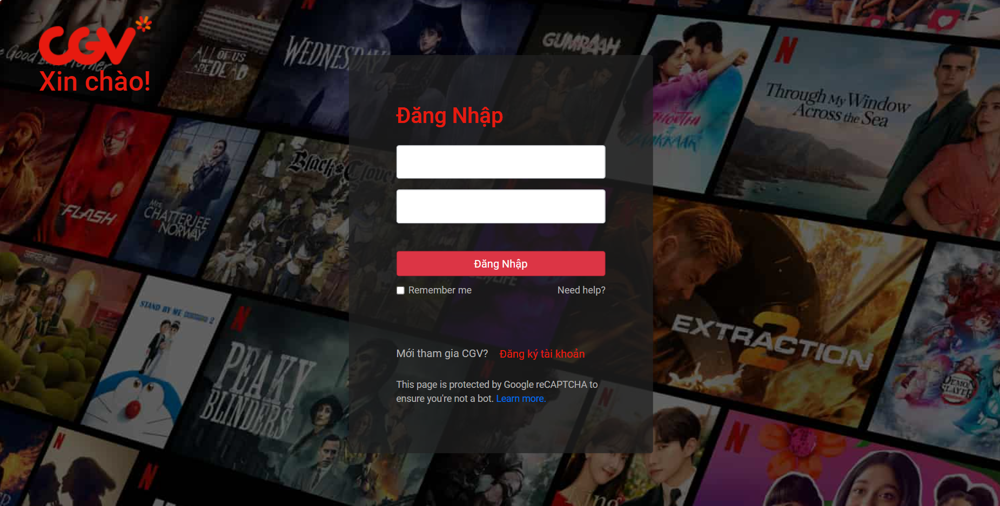 CGV
Xin chào!
Good
ALL OF US
ARE DEAD
WEDNESDAY
GUMRAAH
N
Through My Window
Across the Sea
Đăng Nhập
Black Clover
FLASH
Mrs.
CHATTERJEE
NORWAY
Đăng Nhập
Remember me
Need help?
STAND BY ME
2
N
PEAKY
BLINDERS
EXTRACTION
2
DEMON
SLAYER
Mới tham gia CGV?
Đăng ký tài khoản
This page is protected by Google reCAPTCHA to
ensure you're not a bot. Learn more.
N
N
N